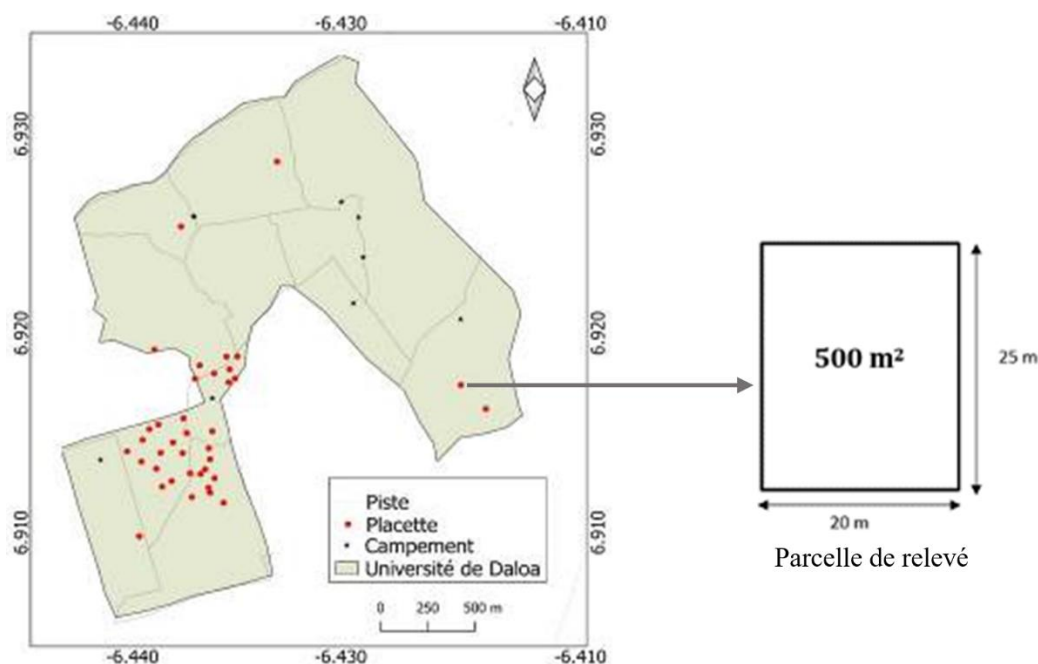 -6.440 -6.430 -6.410
6.930
6.920
6.910
6.930
6.920
6.910
Piste
Placette
Campement
Université de Daloa
0 250 500 m
-6.440 -6.430 -6.410
500 m²
25 m
20 m
Parcelle de relevé